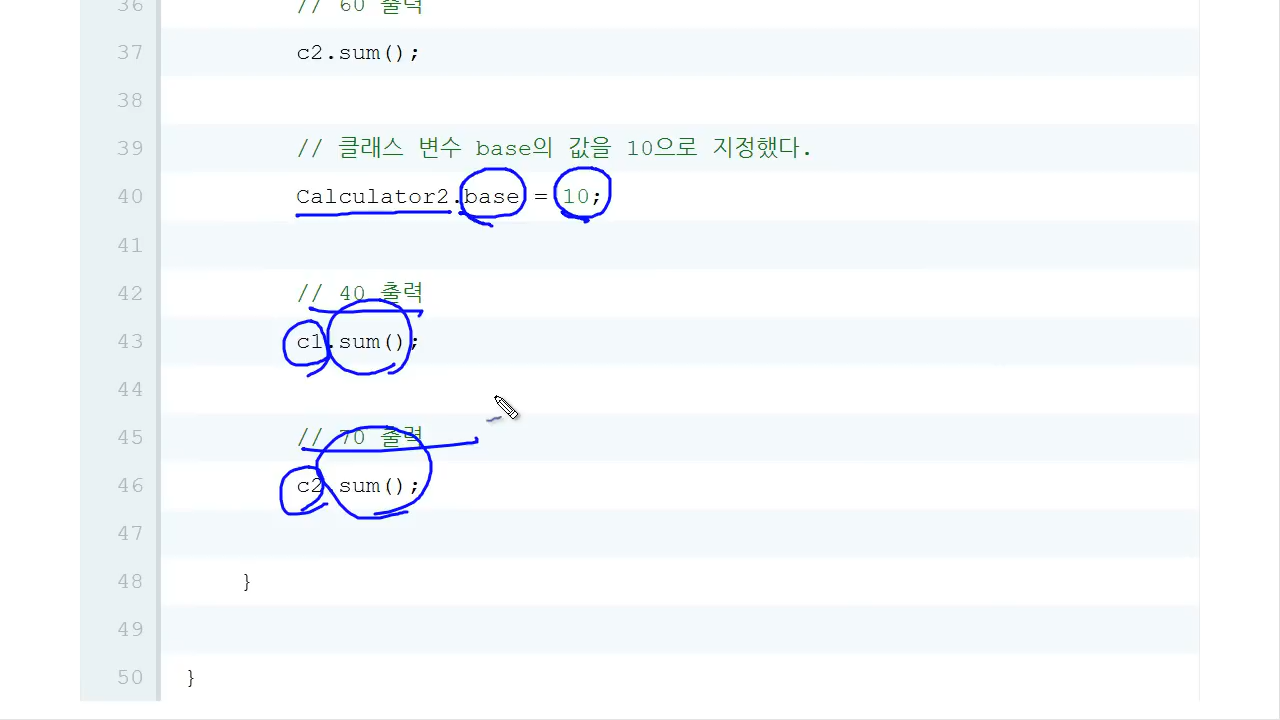 36 // 60 출력
37 c2.sum();
38
39 // 클래스 변수 base의 값을 10으로 지정했다.
40 Calculator2.base = 10;
41
42 // 40 출력
43 c1.sum();
44
45 // 70 출력
46 c2.sum();
47
48 }
49
50 }